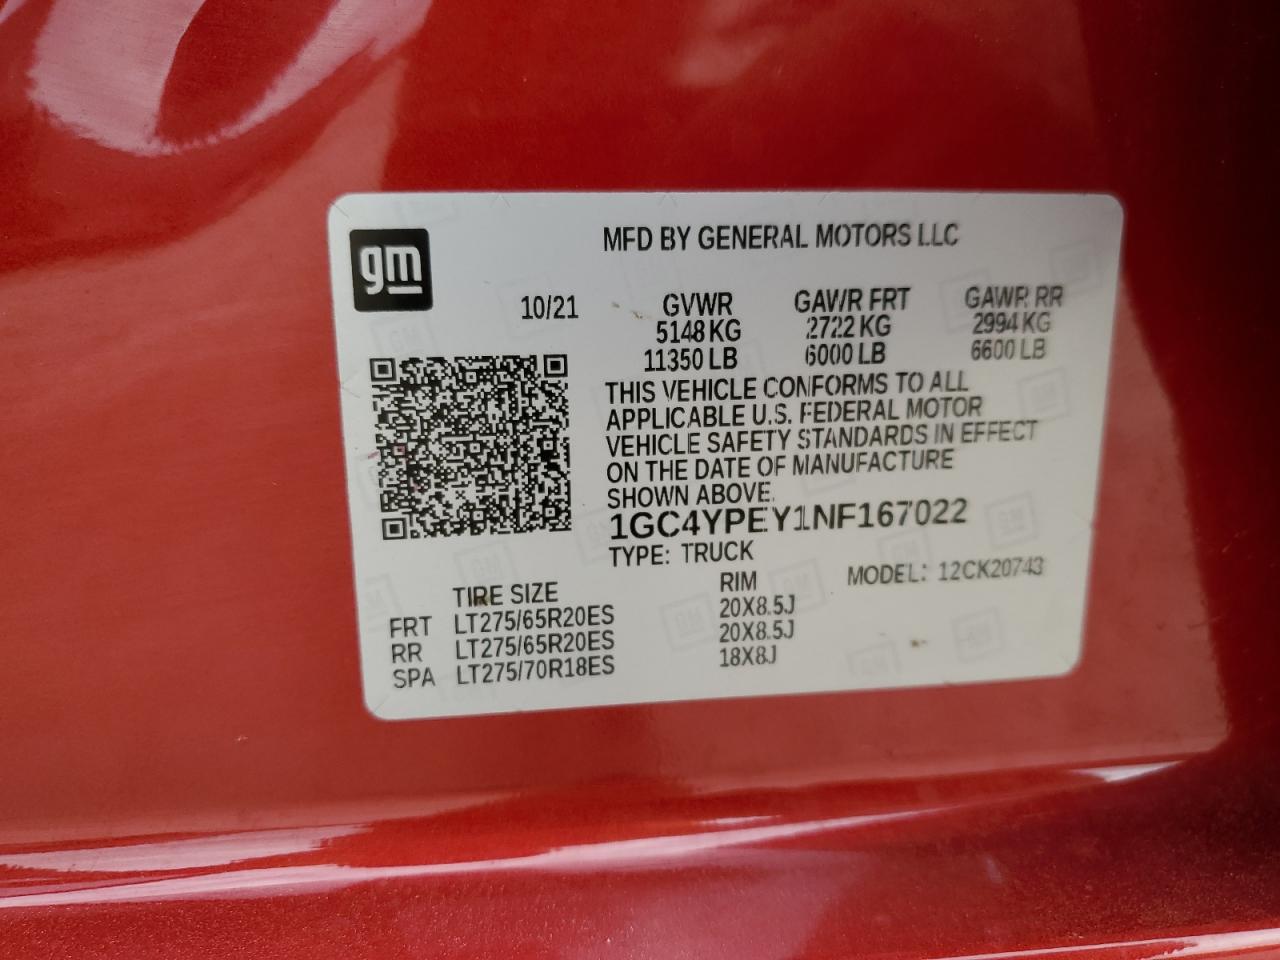 gm
MFD BY GENERAL MOTORS LLC
10/21 GVWR GAWR FRT GAWR RR
5148 KG 2722 KG 2994 KG
11350 LB 6000 LB 6600 LB
THIS VEHICLE CONFORMS TO ALL
APPLICABLE U.S. FEDERAL MOTOR
VEHICLE SAFETY STANDARDS IN EFFECT
ON THE DATE OF MANUFACTURE
SHOWN ABOVE.
1GC4YPEY1NF167022
TYPE: TRUCK
MODEL: 12CK20743
TIRE SIZE RIM
FRT LT275/65R20ES 20X8.5J
RR LT275/65R20ES 20X8.5J
SPA LT275/70R18ES 18X8J